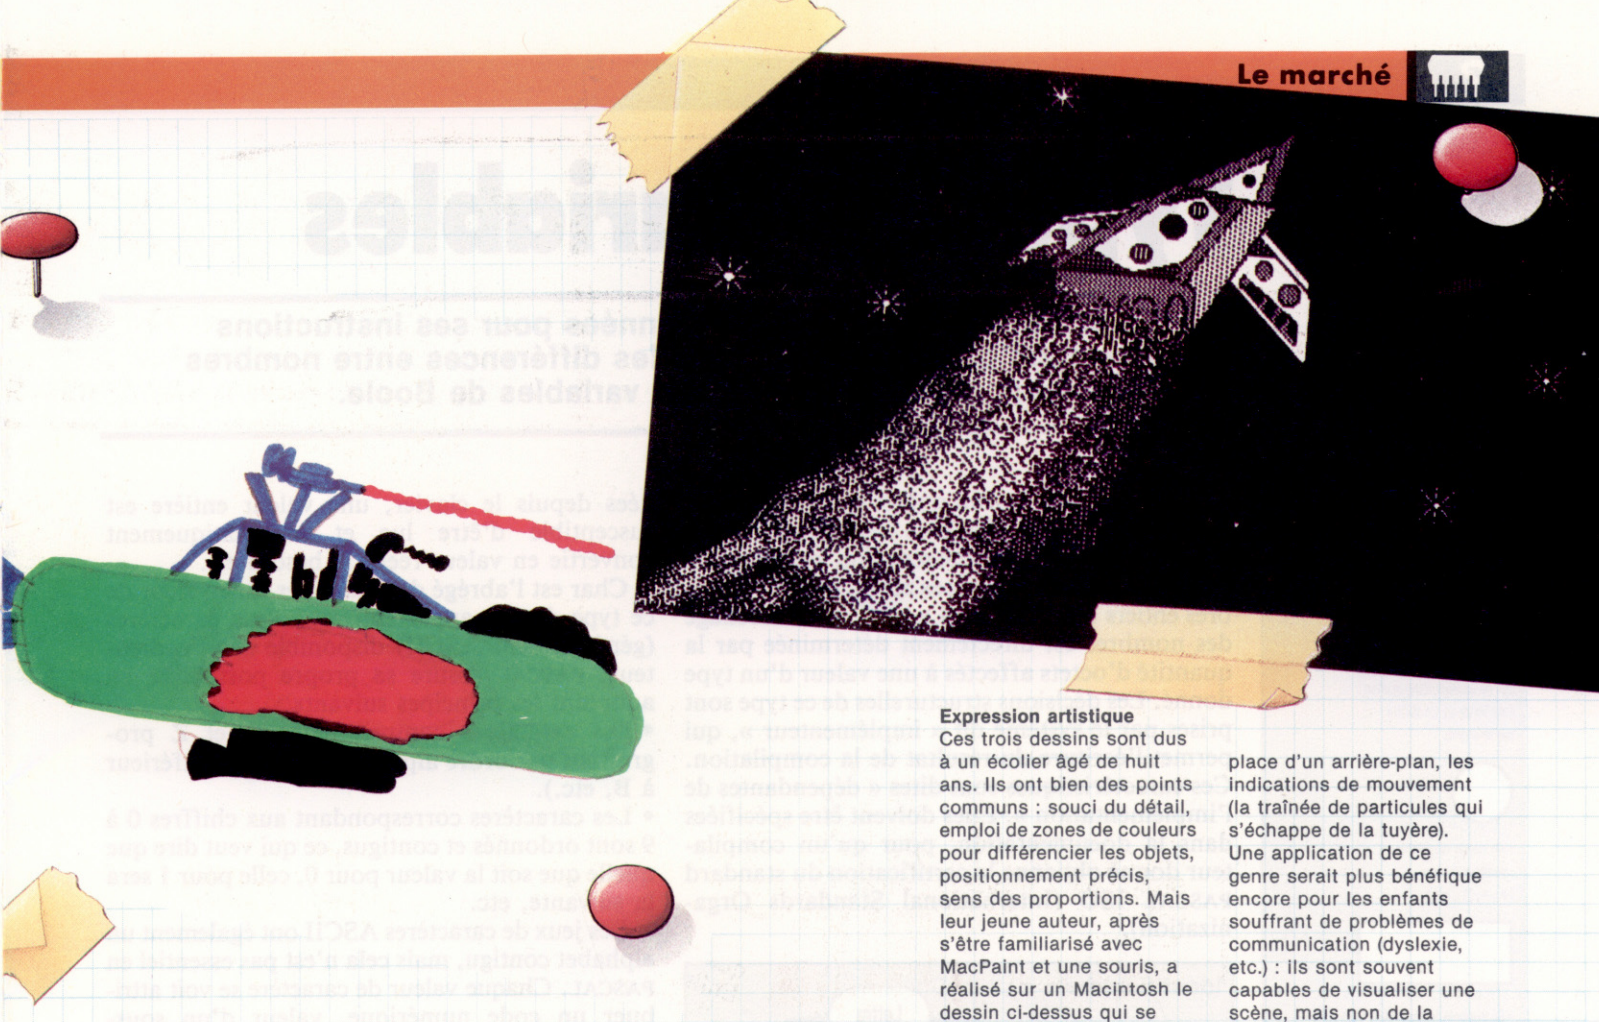 Le marché
Expression artistique
Ces trois dessins sont dus
à un écolier âgé de huit
ans. Ils ont bien des points
communs : souci du détail,
emploi de zones de couleurs
pour différencier les objets,
positionnement précis,
sens des proportions. Mais
leur jeune auteur, après
s'être familiarisé avec
MacPaint et une souris, a
réalisé sur un Macintosh le
dessin ci-dessus qui se
place d'un arrière-plan, les
indications de mouvement
(la traînée de particules qui
s'échappe de la tuyère).
Une application de ce
genre serait plus bénéfique
encore pour les enfants
souffrant de problèmes de
communication (dyslexie,
etc.) : ils sont souvent
capables de visualiser une
scène, mais non de la